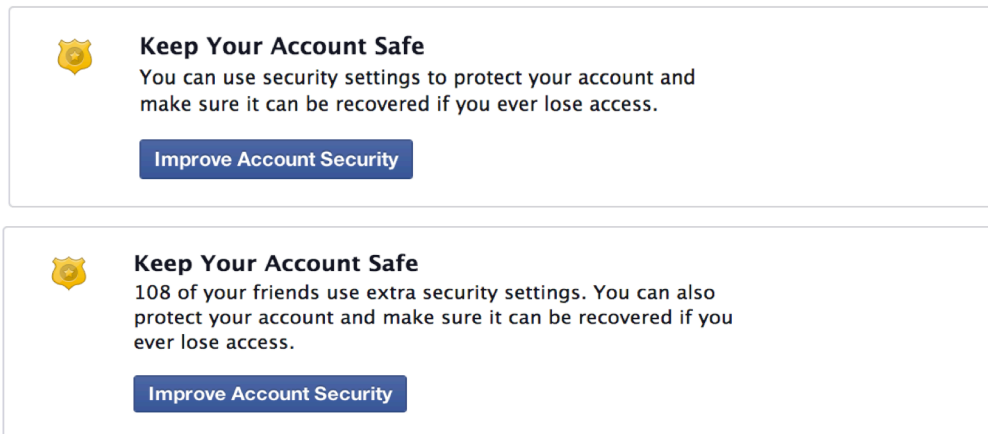 Keep Your Account Safe
You can use security settings to protect your account and
make sure it can be recovered if you ever lose access.
Improve Account Security
Keep Your Account Safe
108 of your friends use extra security settings. You can also
protect your account and make sure it can be recovered if you
ever lose access.
Improve Account Security